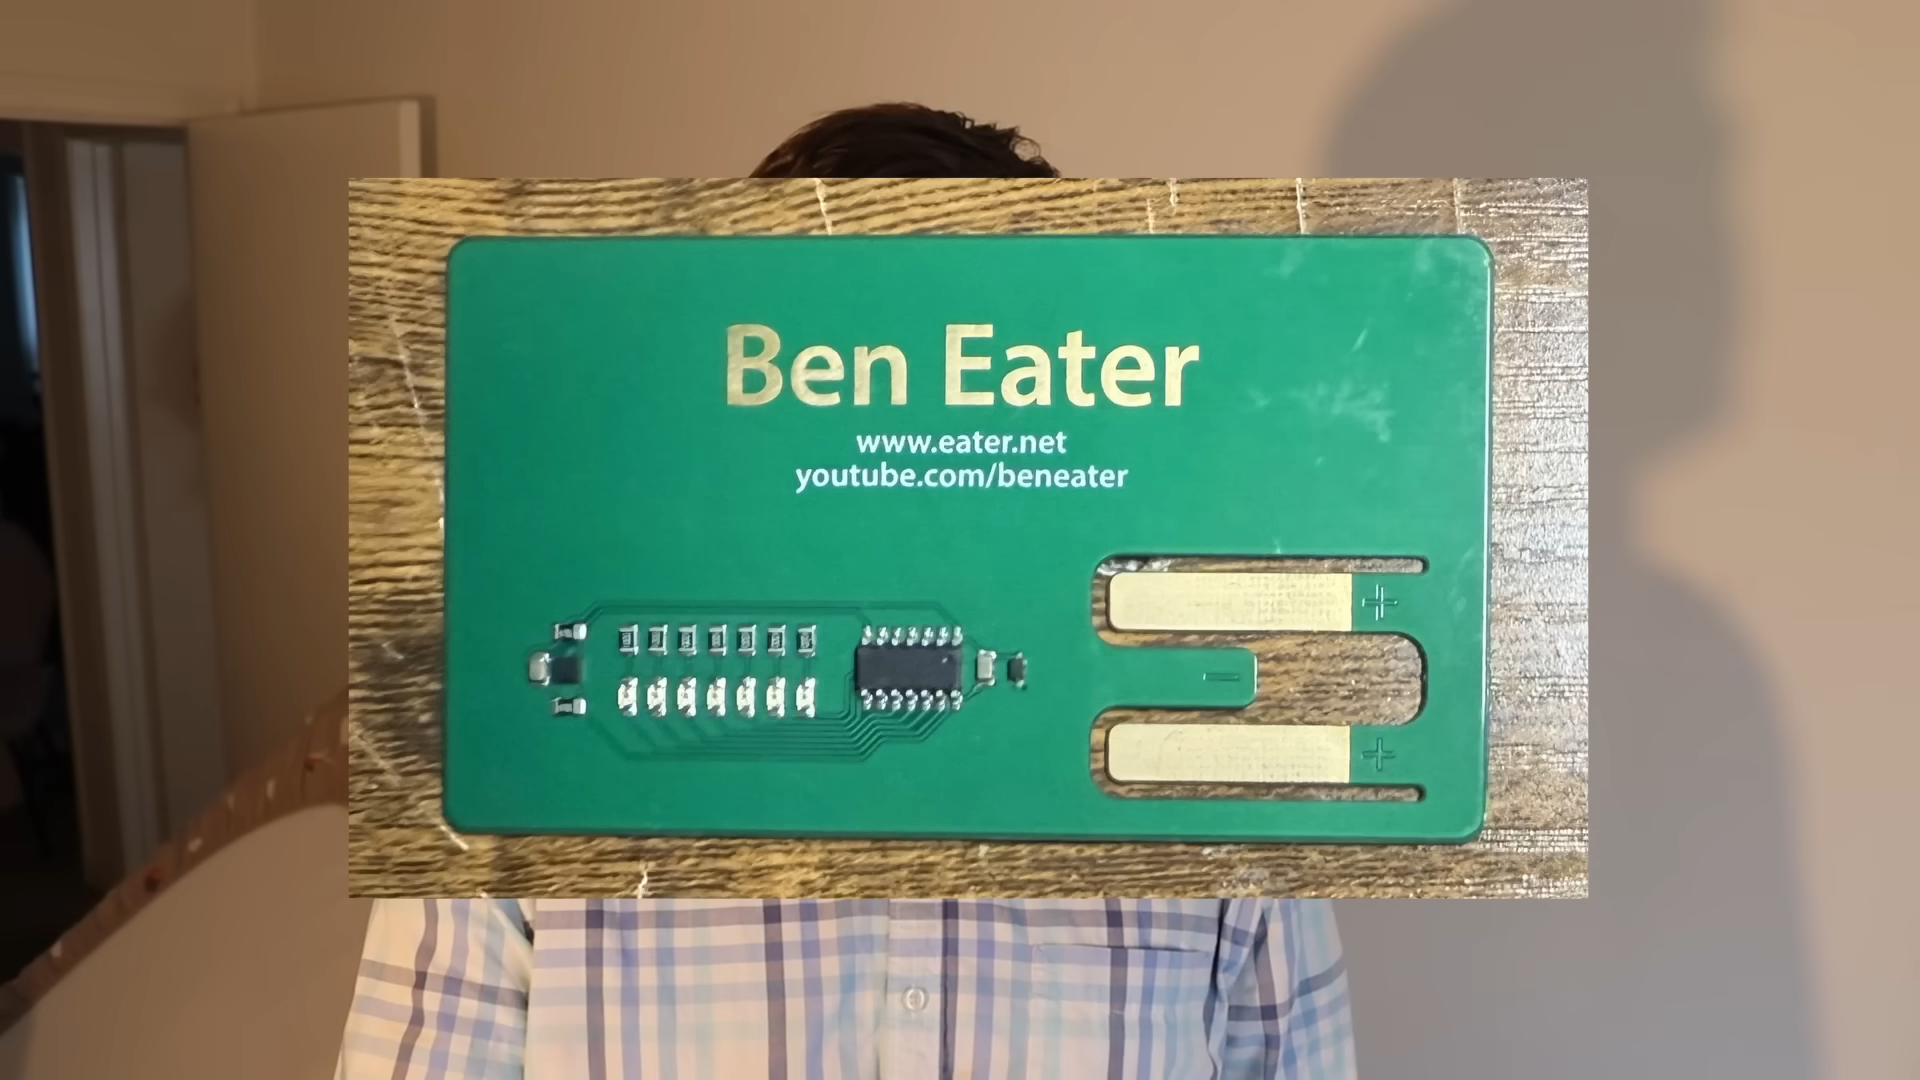 Ben Eater
www.eater.net
youtube.com/beneater
+
−
+